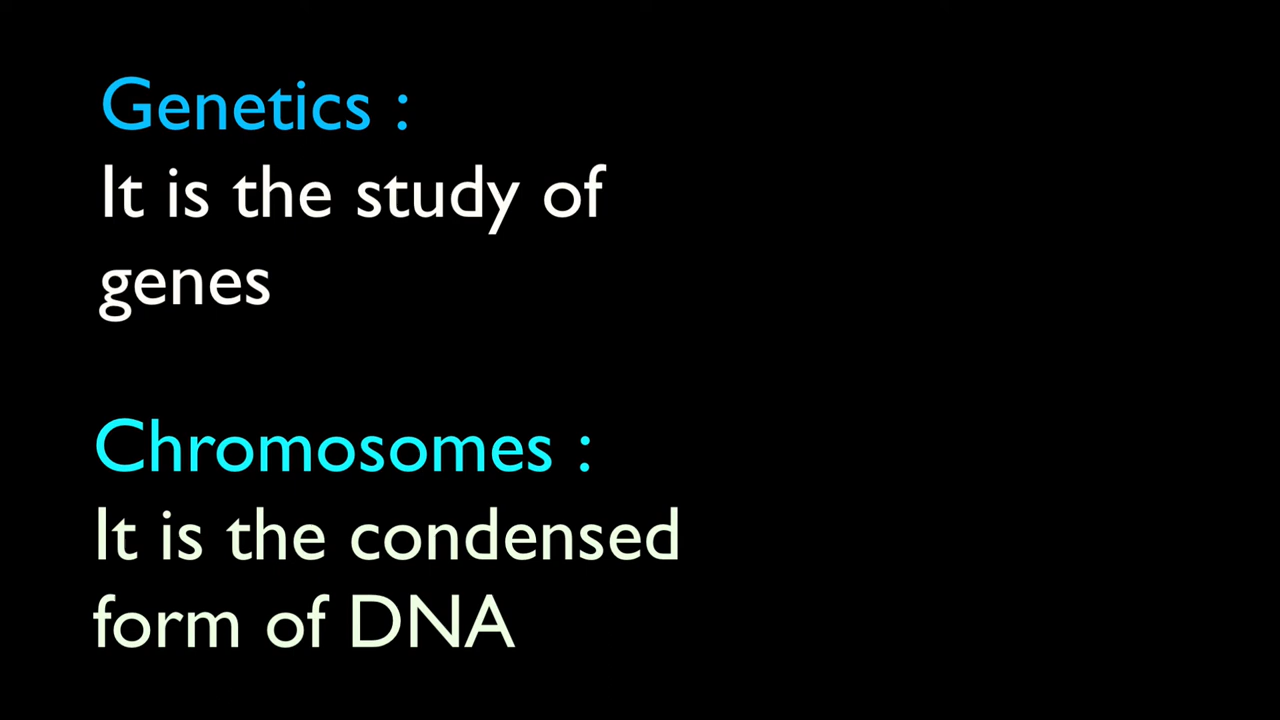 Genetics :
It is the study of
genes
Chromosomes :
It is the condensed
form of DNA